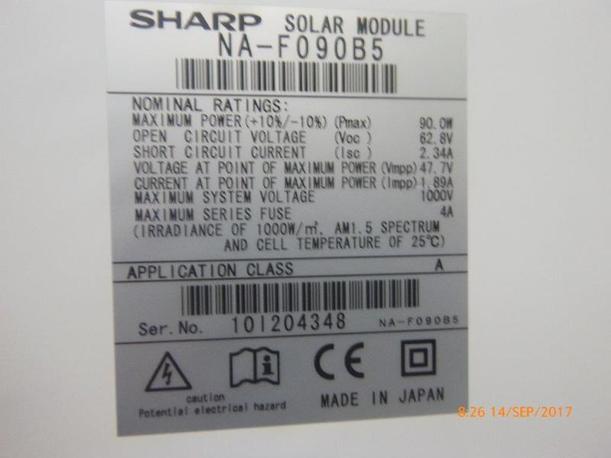 SHARP SOLAR MODULE
NA-F090B5
NOMINAL RATINGS:
MAXIMUM POWER(+10%/-10%) (Pmax) 90.0W
OPEN CIRCUIT VOLTAGE (Voc) 62.8V
SHORT CIRCUIT CURRENT (Isc) 2.34A
VOLTAGE AT POINT OF MAXIMUM POWER (Vmpp) 47.7V
CURRENT AT POINT OF MAXIMUM POWER (Impp) 1.89A
MAXIMUM SYSTEM VOLTAGE 1000V
MAXIMUM SERIES FUSE 4A
(IRRADIANCE OF 1000W/㎡, AM1.5 SPECTRUM
AND CELL TEMPERATURE OF 25℃)
APPLICATION CLASS A
Ser.No. 10I204348 NA-F090B5
caution
Potential electrical hazard
CE
MADE IN JAPAN
8:26 14/SEP/2017